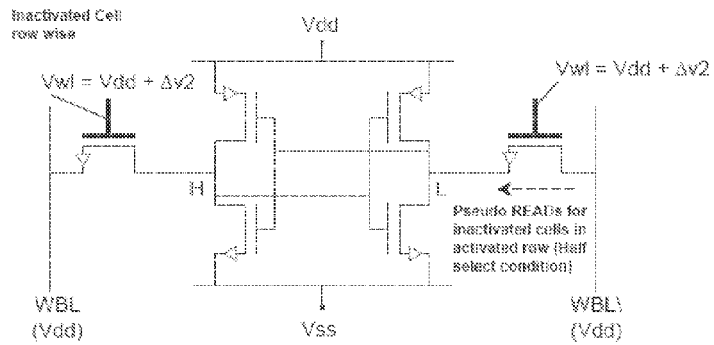 Inactivated Cell
row wise
Vdd
Vwl = Vdd + Δv2
Vwl = Vdd + Δv2
H
L
Pseudo READs for
inactivated cells in
activated row (Half
select condition)
WBL
(Vdd)
Vss
WBL\
(Vdd)